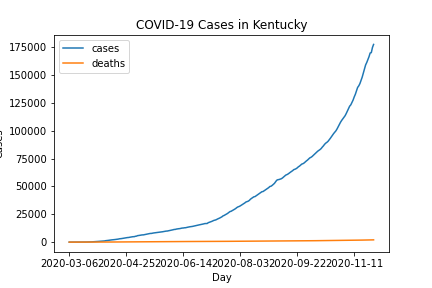 COVID-19 Cases in Kentucky
cases
deaths
175000
150000
125000
100000
75000
50000
25000
0
Cases
2020-03-06 2020-04-25 2020-06-14 2020-08-03 2020-09-22 2020-11-11
Day